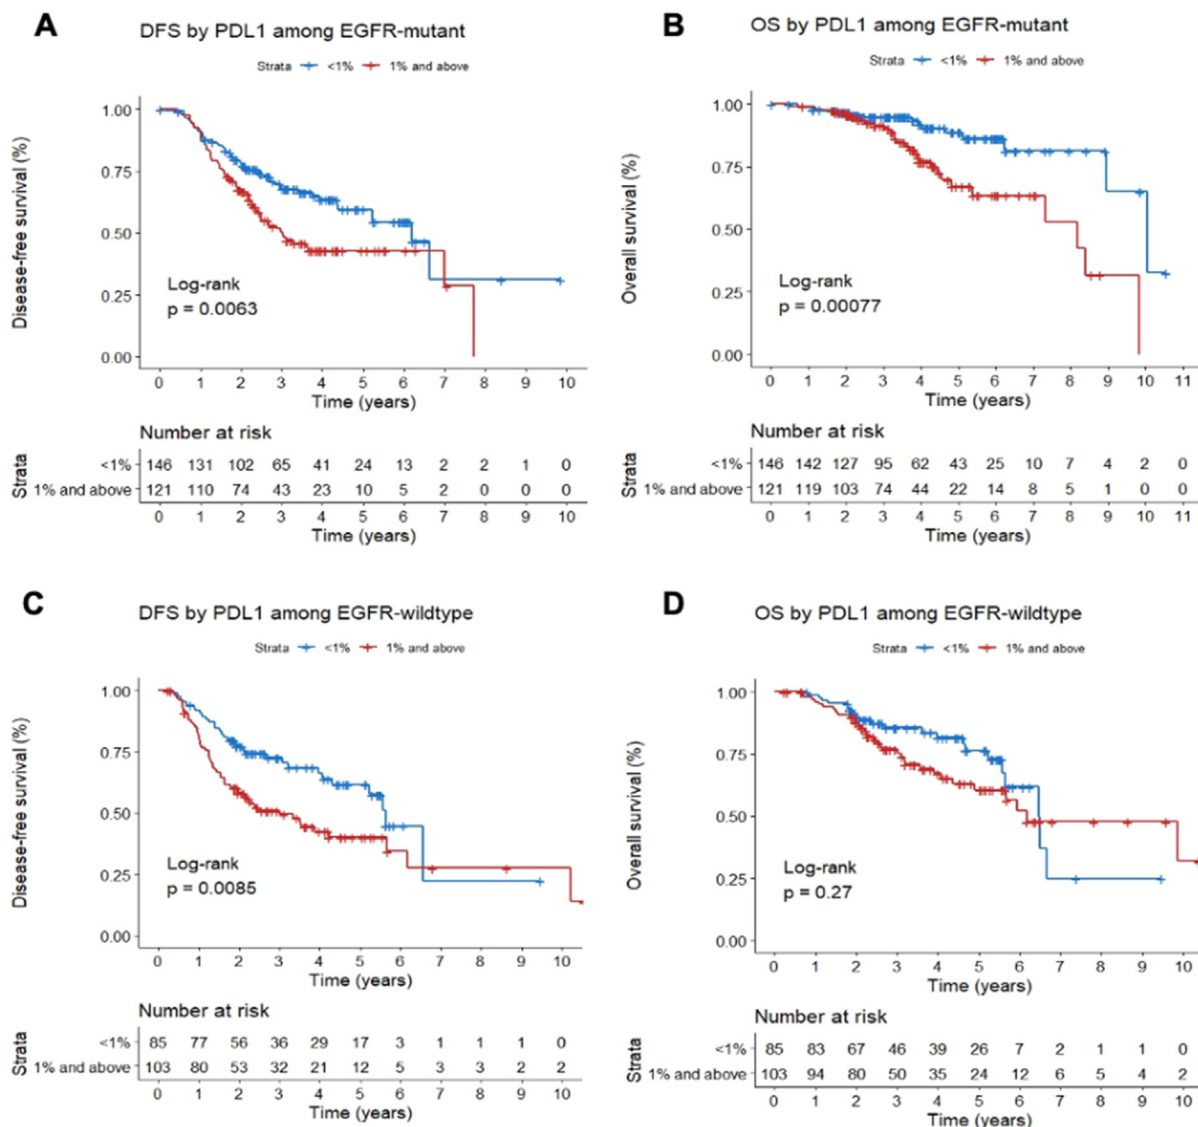 A
DFS by PDL1 among EGFR-mutant
Strata <1% 1% and above
Disease-free survival (%)
1.00
0.75
0.50
0.25
0.00
Log-rank
p = 0.0063
0 1 2 3 4 5 6 7 8 9 10
Time (years)
Number at risk
Strata
<1% 146 131 102 65 41 24 13 2 2 1 0
1% and above 121 110 74 43 23 10 5 2 0 0 0
0 1 2 3 4 5 6 7 8 9 10
Time (years)
B
OS by PDL1 among EGFR-mutant
Strata <1% 1% and above
Overall survival (%)
1.00
0.75
0.50
0.25
0.00
Log-rank
p = 0.00077
0 1 2 3 4 5 6 7 8 9 10 11
Time (years)
Number at risk
Strata
<1% 146 142 127 95 62 43 25 10 7 4 2 0
1% and above 121 119 103 74 44 22 14 8 5 1 0 0
0 1 2 3 4 5 6 7 8 9 10 11
Time (years)
C
DFS by PDL1 among EGFR-wildtype
Strata <1% 1% and above
Disease-free survival (%)
1.00
0.75
0.50
0.25
0.00
Log-rank
p = 0.0085
0 1 2 3 4 5 6 7 8 9 10
Time (years)
Number at risk
Strata
<1% 85 77 56 36 29 17 3 1 1 1 0
1% and above 103 80 53 32 21 12 5 3 3 2 2
0 1 2 3 4 5 6 7 8 9 10
Time (years)
D
OS by PDL1 among EGFR-wildtype
Strata <1% 1% and above
Overall survival (%)
1.00
0.75
0.50
0.25
0.00
Log-rank
p = 0.27
0 1 2 3 4 5 6 7 8 9 10
Time (years)
Number at risk
Strata
<1% 85 83 67 46 39 26 7 2 1 1 0
1% and above 103 94 80 50 35 24 12 6 5 4 2
0 1 2 3 4 5 6 7 8 9 10
Time (years)